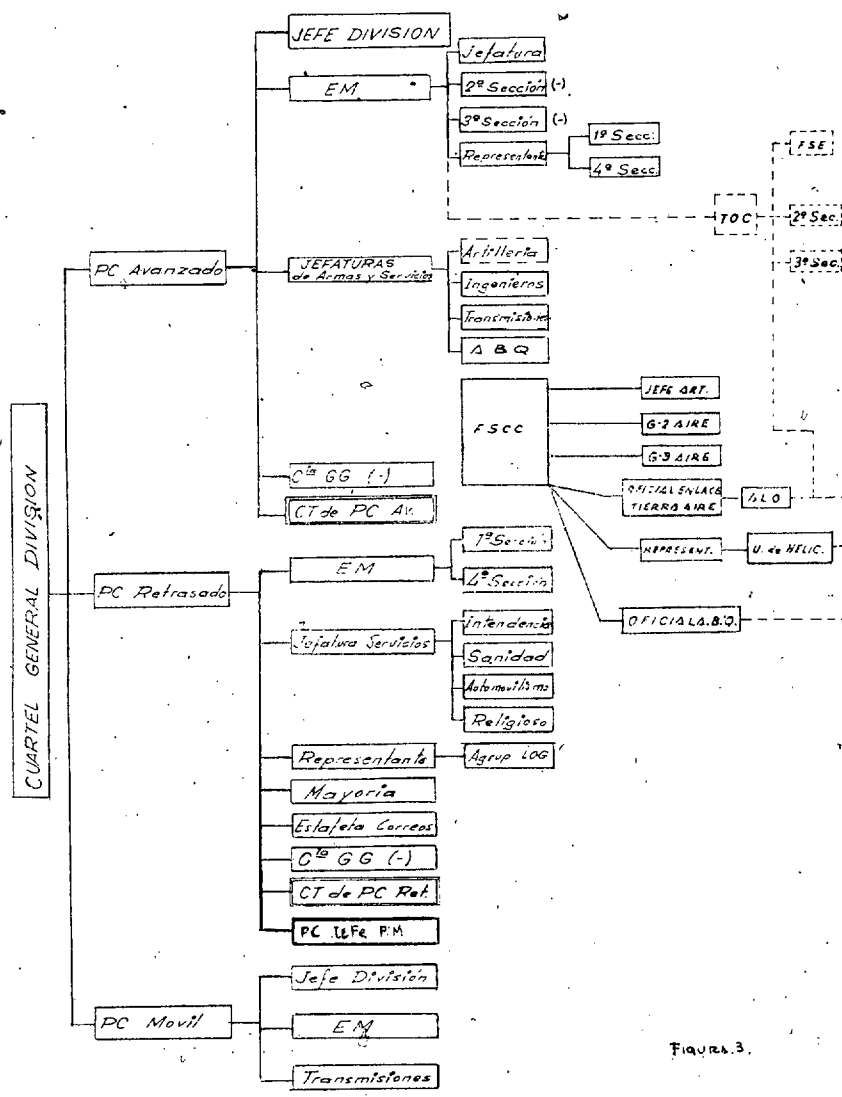 CUARTEL GENERAL DIVISION
PC Avanzado
JEFE DIVISION
EM
Jefatura
2ª Sección (-)
3ª Sección (-)
Representante
1ª Secc.
4ª Secc.
TOC
FSE
2ª Sec.
3ª Sec.
JEFATURAS
de Armas y Servicios
Artilleria
Ingenieros
Transmisiones
A B Q
FSCC
JEFE ART.
G-2 AIRE
G-3 AIRE
OFICIAL ENLACE
TIERRA AIRE
ALO
REPRESENT.
U. de HELIC.
OFICIAL A.B.Q.
Cia GG (-)
CT de PC Av.
PC Retrasado
EM
1ª Sección
4ª Sección
Jefatura Servicios
Intendencia
Sanidad
Automovilismo
Religioso
Representante
Agrup LOG
Mayoria
Estafeta Correos
Cia GG (-)
CT de PC Ret.
PC JEFE P.M
PC Movil
Jefe División
EM
Transmisiones
FIGURA.3.